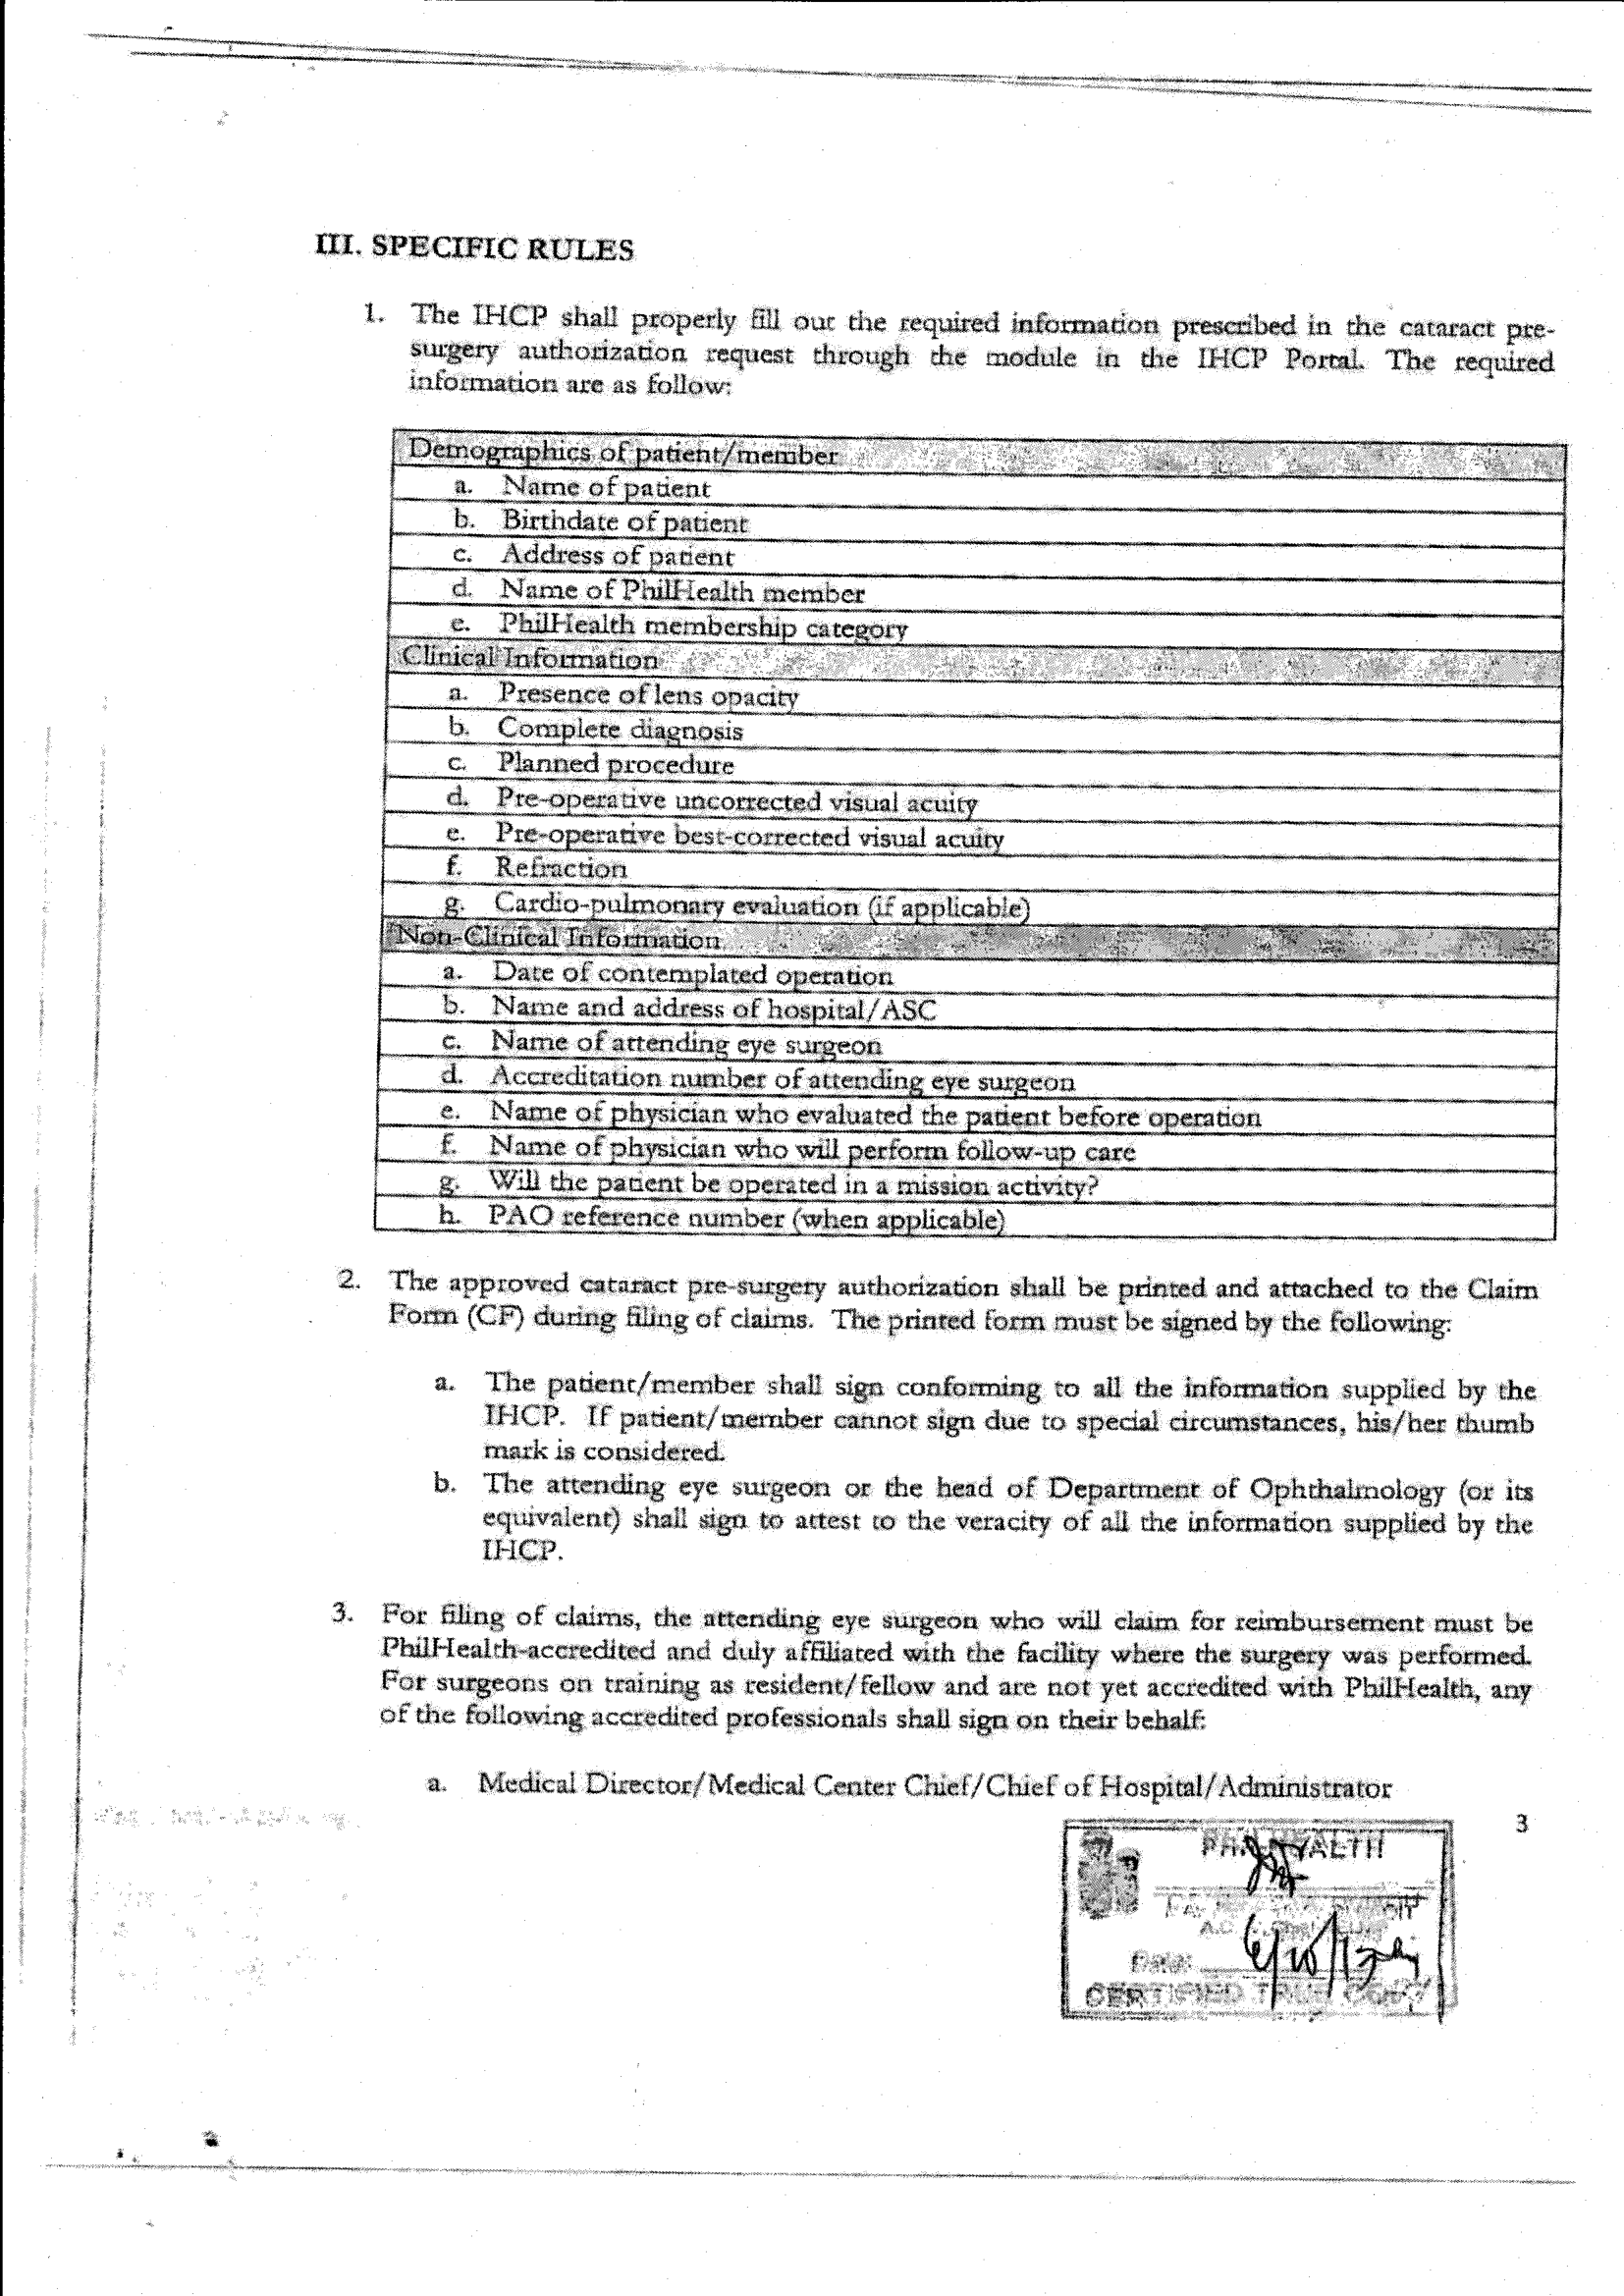 III. SPECIFIC RULES
1. The IHCP shall properly fill out the required information prescribed in the cataract pre-
surgery authorization request through the module in the IHCP Portal. The required
information are as follow:
Demographics of patient/member
a. Name of patient
b. Birthdate of patient
c. Address of patient
d. Name of PhilHealth member
e. PhilHealth membership category
Clinical Information
a. Presence of lens opacity
b. Complete diagnosis
c. Planned procedure
d. Pre-operative uncorrected visual acuity
e. Pre-operative best-corrected visual acuity
f. Refraction
g. Cardio-pulmonary evaluation (if applicable)
Non-Clinical Information
a. Date of contemplated operation
b. Name and address of hospital/ASC
c. Name of attending eye surgeon
d. Accreditation number of attending eye surgeon
e. Name of physician who evaluated the patient before operation
f. Name of physician who will perform follow-up care
g. Will the patient be operated in a mission activity?
h. PAO reference number (when applicable)
2. The approved cataract pre-surgery authorization shall be printed and attached to the Claim
Form (CF) during filing of claims. The printed form must be signed by the following:
a. The patient/member shall sign conforming to all the information supplied by the
IHCP. If patient/member cannot sign due to special circumstances, his/her thumb
mark is considered.
b. The attending eye surgeon or the head of Department of Ophthalmology (or its
equivalent) shall sign to attest to the veracity of all the information supplied by the
IHCP.
3. For filing of claims, the attending eye surgeon who will claim for reimbursement must be
PhilHealth-accredited and duly affiliated with the facility where the surgery was performed.
For surgeons on training as resident/fellow and are not yet accredited with PhilHealth, any
of the following accredited professionals shall sign on their behalf:
a. Medical Director/Medical Center Chief/Chief of Hospital/Administrator
3
PHILHEALTH
Date:
CERTIFIED TRUE COPY